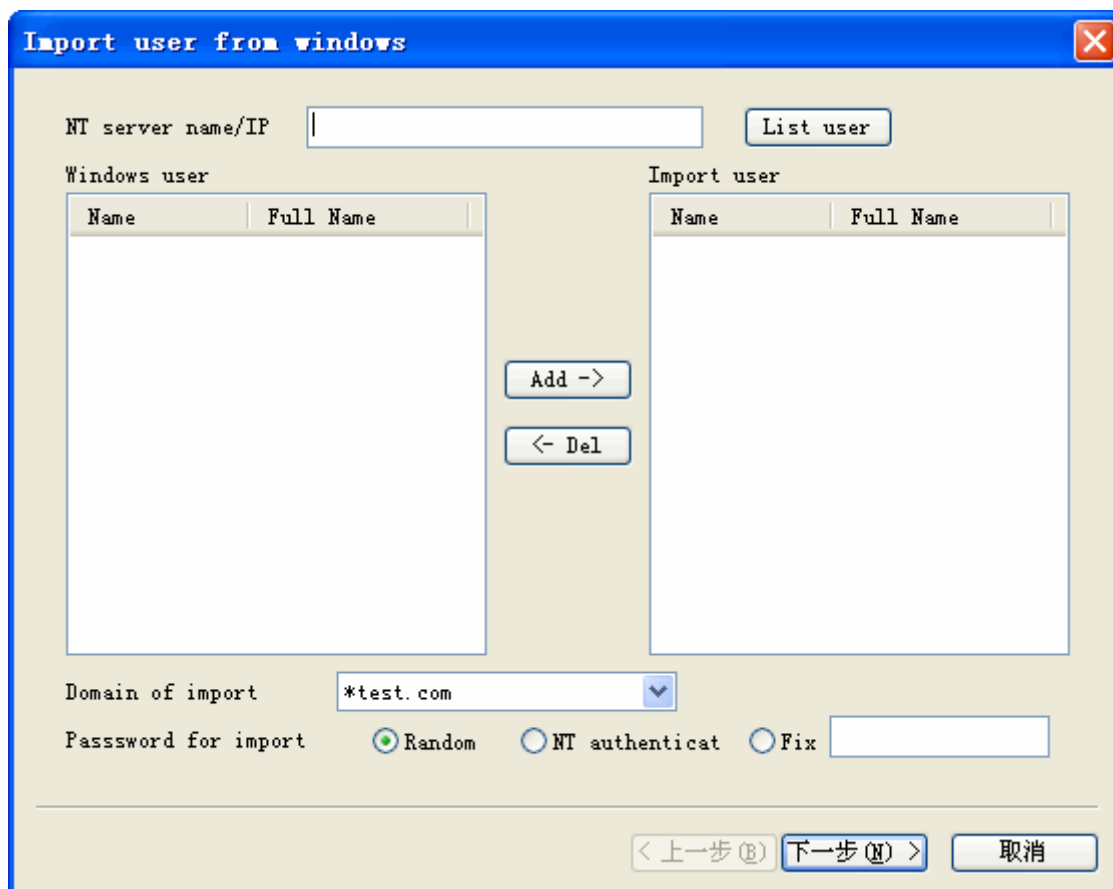 Import user from windows
NT server name/IP
List user
Windows user
Import user
Name Full Name
Name Full Name
Add ->
<- Del
Domain of import
*test.com
Passsword for import
Random
NT authenticat
Fix
< 上一步(B)
下一步(N) >
取消